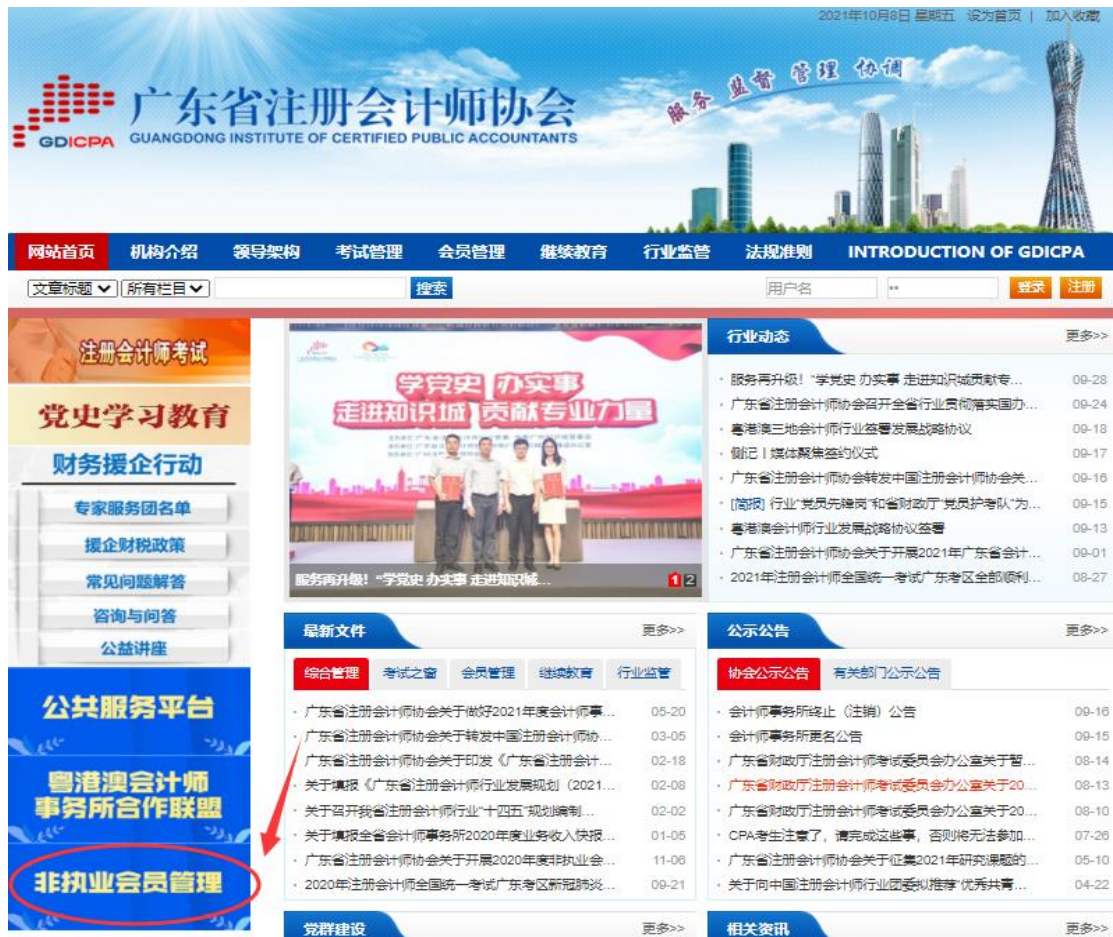 2021年10月8日 星期五 设为首页 | 加入收藏
服务 监督 管理 协调
广东省注册会计师协会
GDICPA
GUANGDONG INSTITUTE OF CERTIFIED PUBLIC ACCOUNTANTS
网站首页 机构介绍 领导架构 考试管理 会员管理 继续教育 行业监管 法规准则 INTRODUCTION OF GDICPA
文章标题 所有栏目 搜索 用户名 •• 登录 注册
注册会计师考试
党史学习教育
财务援企行动
专家服务团名单
援企财税政策
常见问题解答
咨询与问答
公益讲座
公共服务平台
粤港澳会计师
事务所合作联盟
非执业会员管理
学党史 办实事
走进知识城 贡献专业力量
服务再升级！“学党史 办实事 走进知识城... 1 2
行业动态 更多>>
· 服务再升级！“学党史 办实事 走进知识城贡献专... 09-28
· 广东省注册会计师协会召开全省行业贯彻落实国办... 09-24
· 粤港澳三地会计师行业签署发展战略协议 09-18
· 侧记 | 媒体聚焦签约仪式 09-17
· 广东省注册会计师协会转发中国注册会计师协会关... 09-16
· [简报] 行业“党员先锋岗”和省财政厅“党员护考队”为... 09-15
· 粤港澳会计师行业发展战略协议签署 09-13
· 广东省注册会计师协会关于开展2021年广东省会计... 09-01
· 2021年注册会计师全国统一考试广东考区全部顺利... 08-27
最新文件 更多>>
综合管理 考试之窗 会员管理 继续教育 行业监管
· 广东省注册会计师协会关于做好2021年度会计师事... 05-20
· 广东省注册会计师协会关于转发中国注册会计师协... 03-05
· 广东省注册会计师协会关于印发《广东省注册会计... 02-18
· 关于填报《广东省注册会计师行业发展规划（2021... 02-08
· 关于召开我省注册会计师行业“十四五”规划编制... 02-02
· 关于填报全省会计师事务所2020年度业务收入快报... 01-05
· 广东省注册会计师协会关于开展2020年度非执业会... 11-06
· 2020年注册会计师全国统一考试广东考区新冠肺炎... 09-21
公示公告 更多>>
协会公示公告 有关部门公示公告
· 会计师事务所终止（注销）公告 09-16
· 会计师事务所更名公告 09-15
· 广东省财政厅注册会计师考试委员会办公室关于暂... 08-14
· 广东省财政厅注册会计师考试委员会办公室关于20... 08-13
· 广东省财政厅注册会计师考试委员会办公室关于20... 08-10
· CPA考生注意了，请完成这些事，否则将无法参加... 07-26
· 广东省注册会计师协会关于征集2021年研究课题的... 05-10
· 关于向中国注册会计师行业团委拟推荐“优秀共青... 04-22
党群建设 更多>>
相关资讯 更多>>